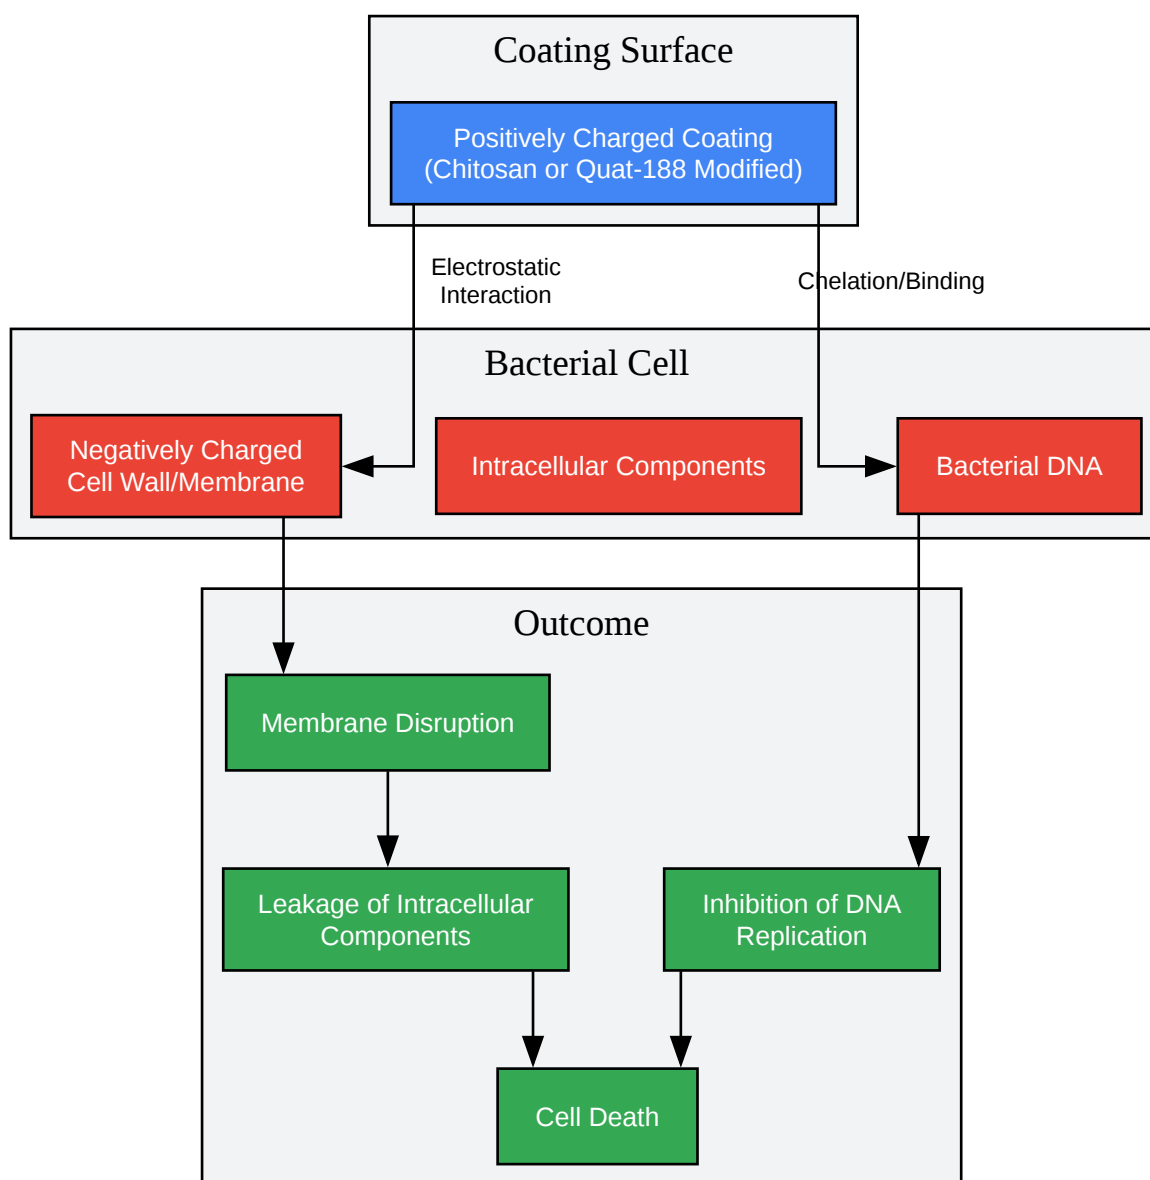 Coating Surface
Positively Charged Coating
(Chitosan or Quat-188 Modified)
Electrostatic
Interaction
Chelation/Binding
Bacterial Cell
Negatively Charged
Cell Wall/Membrane
Intracellular Components
Bacterial DNA
Outcome
Membrane Disruption
Leakage of Intracellular
Components
Inhibition of DNA
Replication
Cell Death